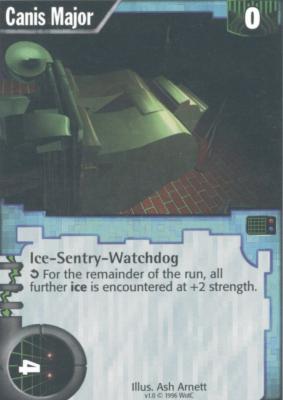 Canis Major
0
Ice-Sentry-Watchdog
For the remainder of the run, all
further ice is encountered at +2 strength.
4
Illus. Ash Arnett
v1.0 © 1996 WotC